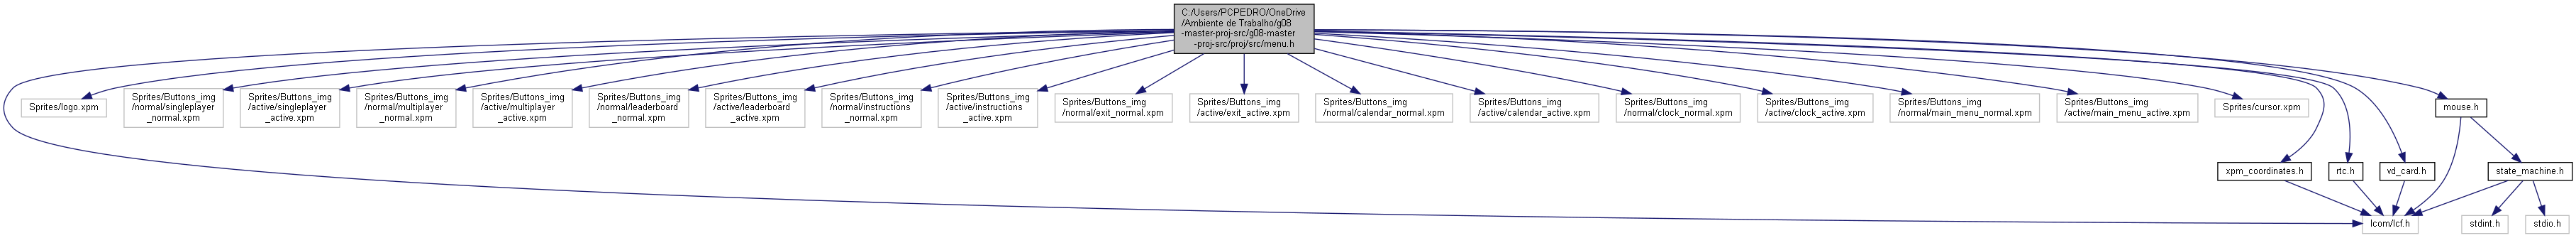 C:/Users/PCPEDRO/OneDrive
/Ambiente de Trabalho/g08
-master-proj-src/g08-master
-proj-src/proj/src/menu.h
Sprites/logo.xpm
Sprites/Buttons_img
/normal/singleplayer
_normal.xpm
Sprites/Buttons_img
/active/singleplayer
_active.xpm
Sprites/Buttons_img
/normal/multiplayer
_normal.xpm
Sprites/Buttons_img
/active/multiplayer
_active.xpm
Sprites/Buttons_img
/normal/leaderboard
_normal.xpm
Sprites/Buttons_img
/active/leaderboard
_active.xpm
Sprites/Buttons_img
/normal/instructions
_normal.xpm
Sprites/Buttons_img
/active/instructions
_active.xpm
Sprites/Buttons_img
/normal/exit_normal.xpm
Sprites/Buttons_img
/active/exit_active.xpm
Sprites/Buttons_img
/normal/calendar_normal.xpm
Sprites/Buttons_img
/active/calendar_active.xpm
Sprites/Buttons_img
/normal/clock_normal.xpm
Sprites/Buttons_img
/active/clock_active.xpm
Sprites/Buttons_img
/normal/main_menu_normal.xpm
Sprites/Buttons_img
/active/main_menu_active.xpm
Sprites/cursor.xpm
mouse.h
xpm_coordinates.h
rtc.h
vd_card.h
state_machine.h
lcom/lcf.h
stdint.h
stdio.h